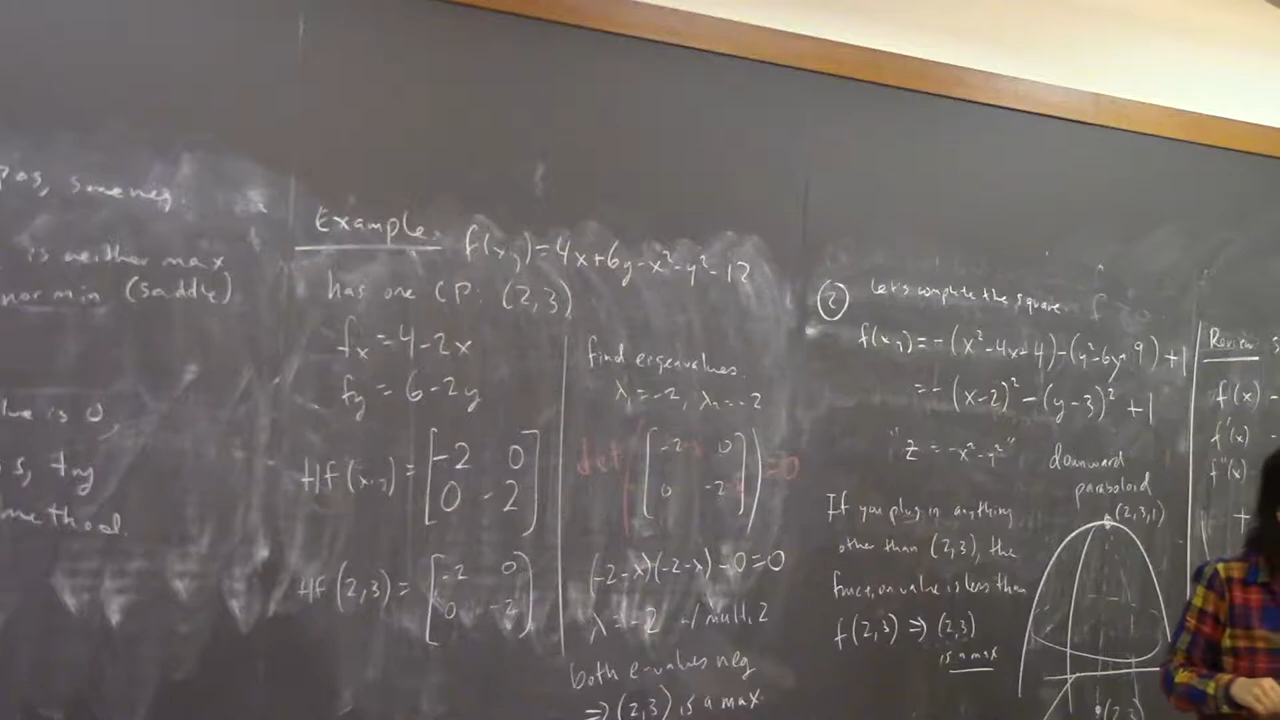 pos, some neg.
is neither max
nor min (saddle)
is 0,
s, try
method.
Example: f(x,y)=4x+6y-x²-y²-12
has one CP: (2,3)
fx = 4-2x
fy = 6-2y
Hf(x,y) = [-2 0
0 -2]
Hf(2,3) = [-2 0
0 -2]
find eigenvalues.
λ₁=-2, λ₂=-2
det([-2 0
0 -2])=0
(-2-λ)(-2-λ)-0=0
λ=-2 w/ mult. 2
both e-values neg
⇒ (2,3) is a max.
② Let's complete the square
f(x,y)=-(x²-4x+4)-(y²-6y+9)+1
=-(x-2)²-(y-3)²+1
"z=-x²-y²"
downward
paraboloid
(2,3,1)
If you plug in anything
other than (2,3), the
function value is less than
f(2,3) ⇒ (2,3)
is a max
(2,3)
Review:
f(x)
f'(x)
f"(x)